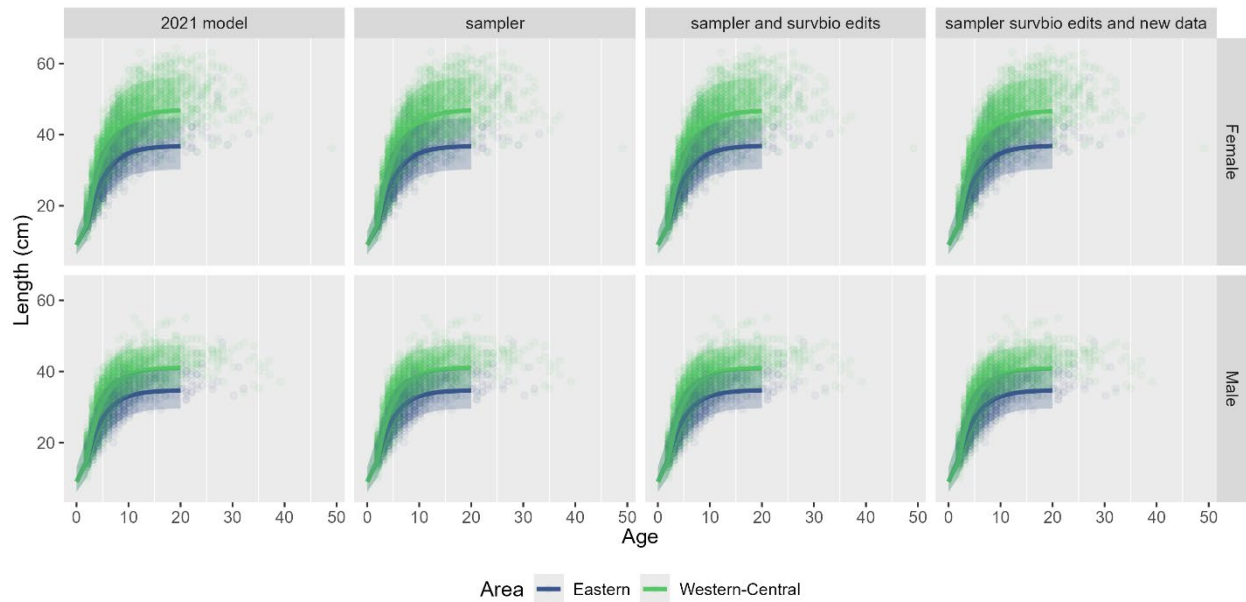 2021 model
sampler
sampler and survbio edits
sampler survbio edits and new data
Length (cm)
60
40
20
Female
60
40
20
Male
0 10 20 30 40 50
0 10 20 30 40 50
0 10 20 30 40 50
0 10 20 30 40 50
Age
Area Eastern Western-Central